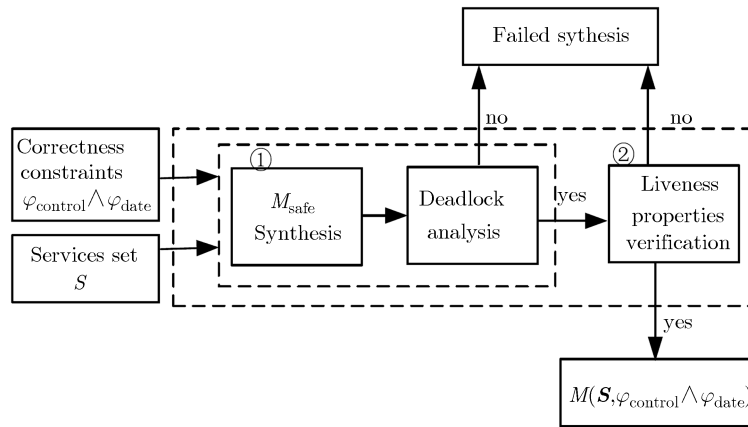 Failed sythesis
no
no
Correctness
constraints
φcontrol∧φdate
Services set
S
①
Msafe
Synthesis
Deadlock
analysis
yes
②
Liveness
properties
verification
yes
M(S,φcontrol∧φdate)